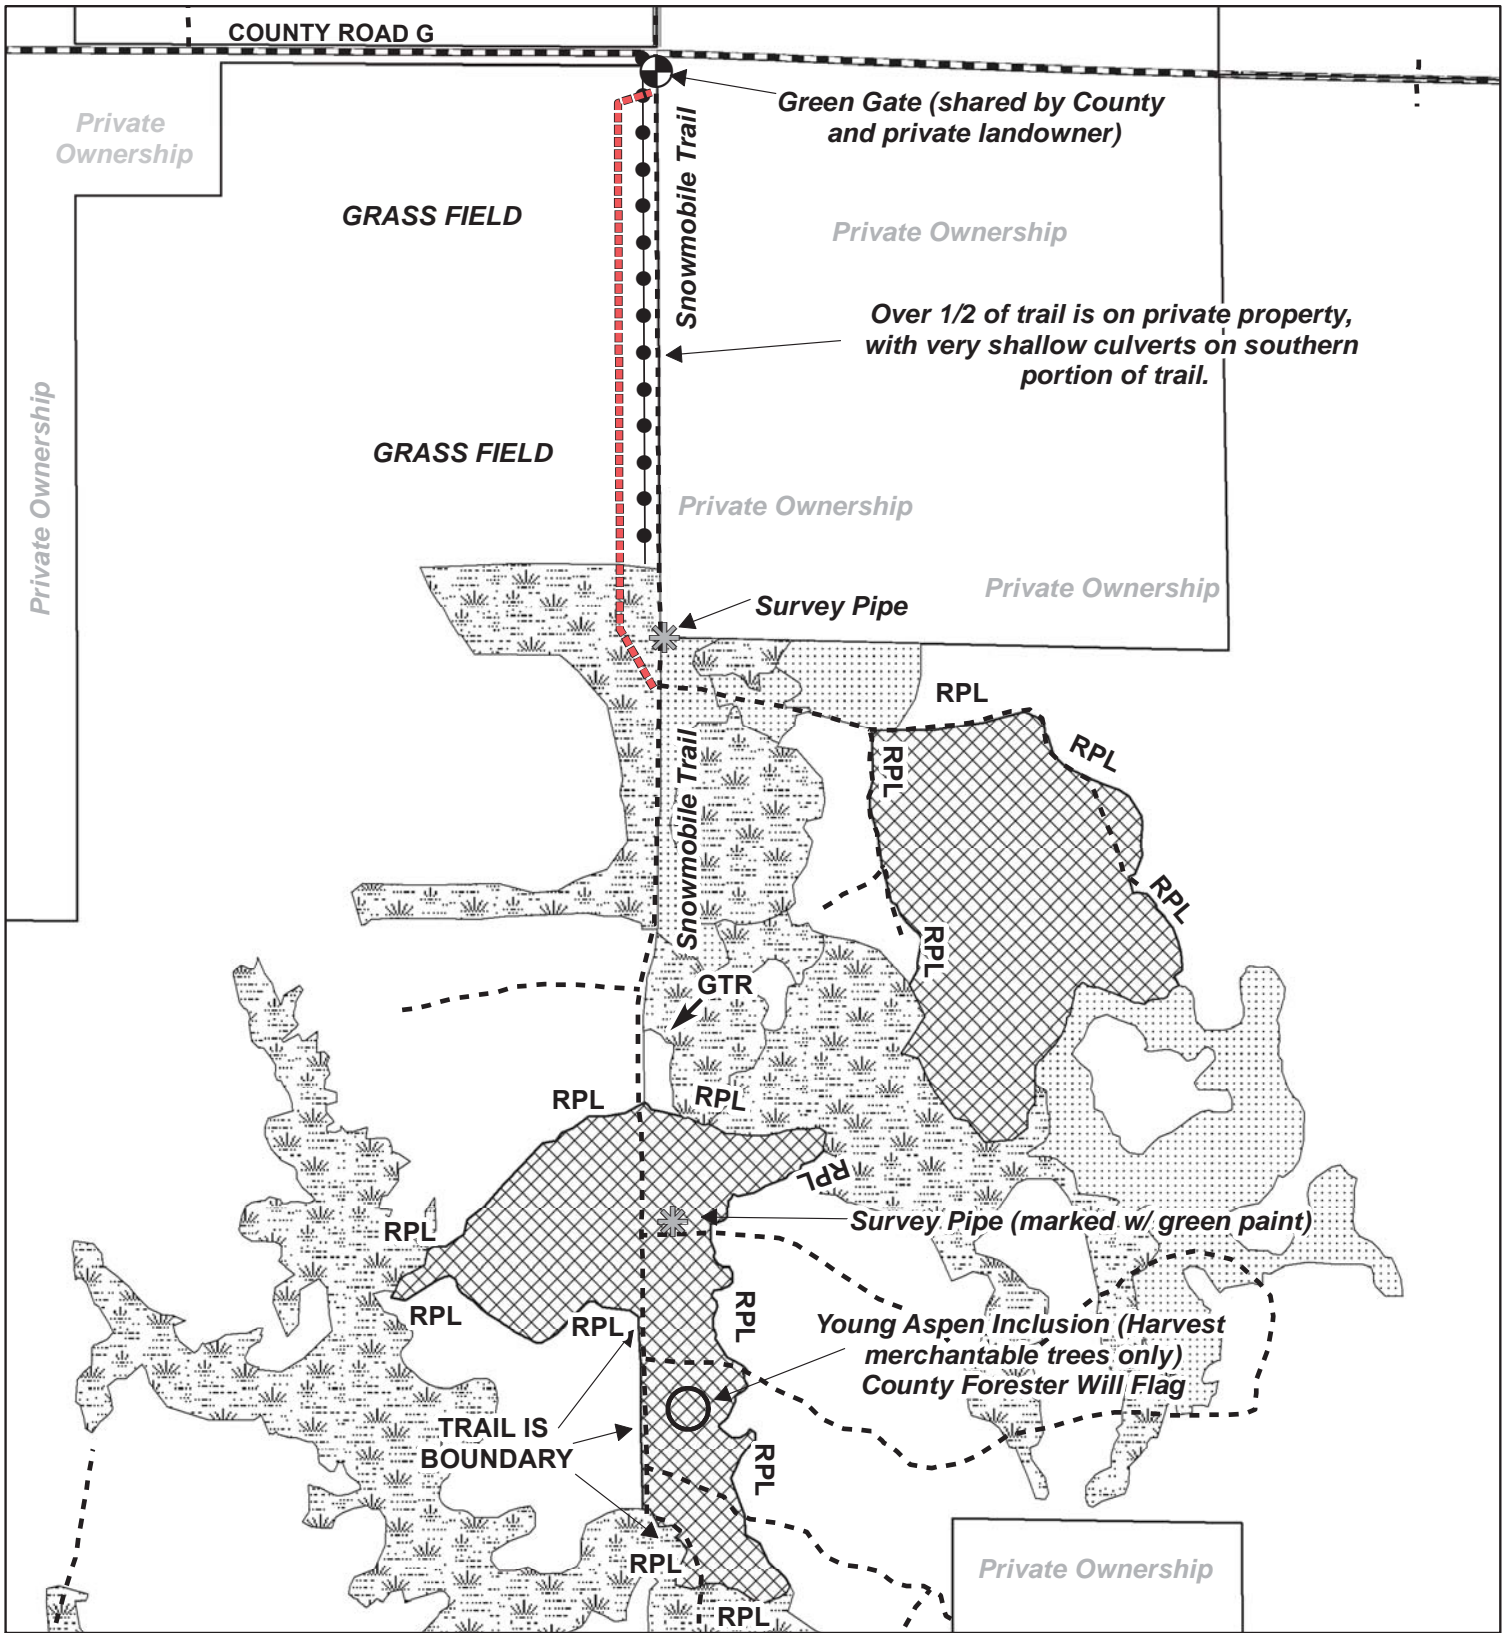 COUNTY ROAD G
Green Gate (shared by County
and private landowner)
Private
Ownership
Snowmobile Trail
GRASS FIELD
Private Ownership
Over 1/2 of trail is on private property,
with very shallow culverts on southern
portion of trail.
Private Ownership
GRASS FIELD
Private Ownership
Private Ownership
Survey Pipe
RPL
RPL
RPL
Snowmobile Trail
RPL
RPL
GTR
RPL
RPL
RPL
Survey Pipe (marked w/ green paint)
RPL
RPL
RPL
RPL
Young Aspen Inclusion (Harvest
merchantable trees only)
County Forester Will Flag
TRAIL IS
BOUNDARY
RPL
RPL
Private Ownership
RPL